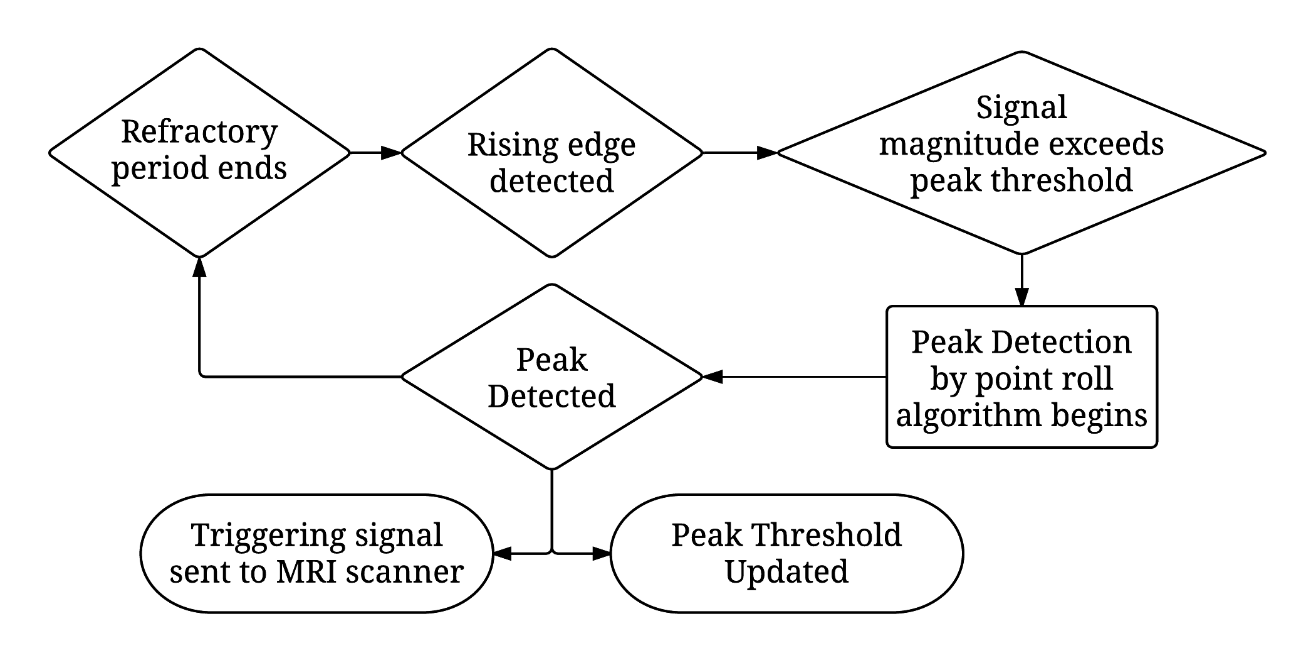 Refractory
period ends
Rising edge
detected
Signal
magnitude exceeds
peak threshold
Peak Detection
by point roll
algorithm begins
Peak
Detected
Triggering signal
sent to MRI scanner
Peak Threshold
Updated